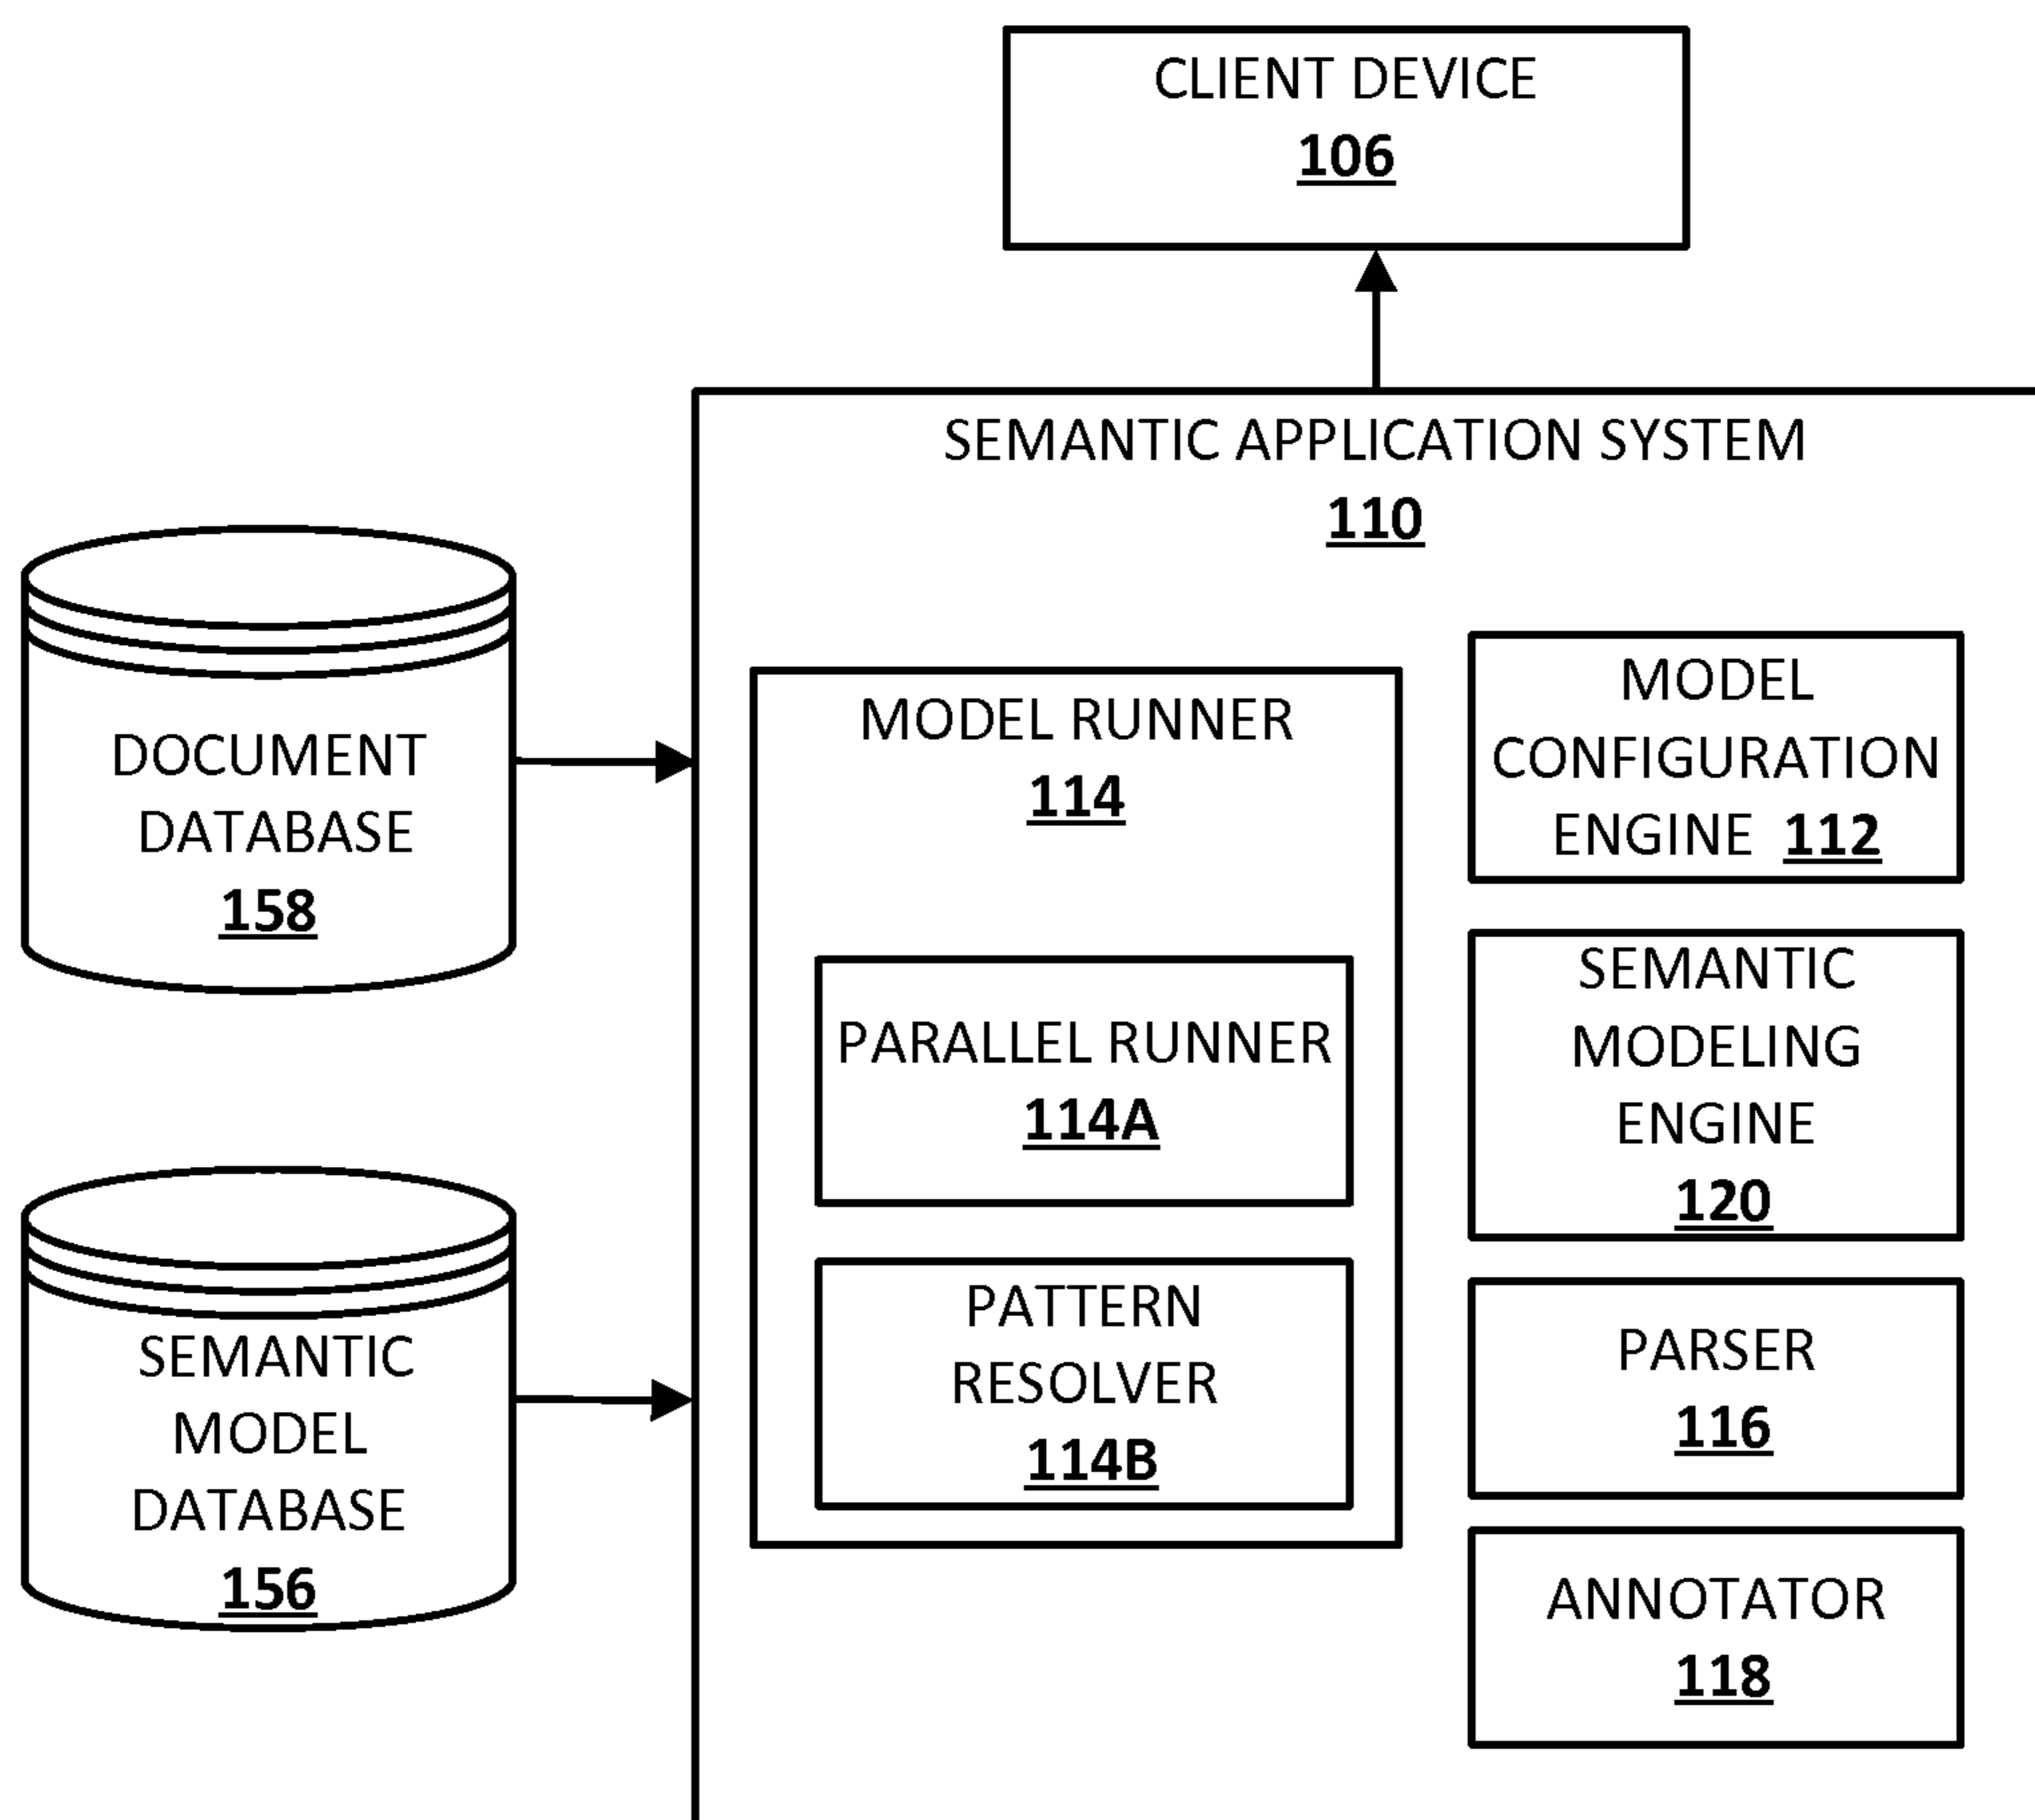 CLIENT DEVICE
106
SEMANTIC APPLICATION SYSTEM
110
DOCUMENT
DATABASE
158
SEMANTIC
MODEL
DATABASE
156
MODEL RUNNER
114
PARALLEL RUNNER
114A
PATTERN
RESOLVER
114B
MODEL
CONFIGURATION
ENGINE 112
SEMANTIC
MODELING
ENGINE
120
PARSER
116
ANNOTATOR
118